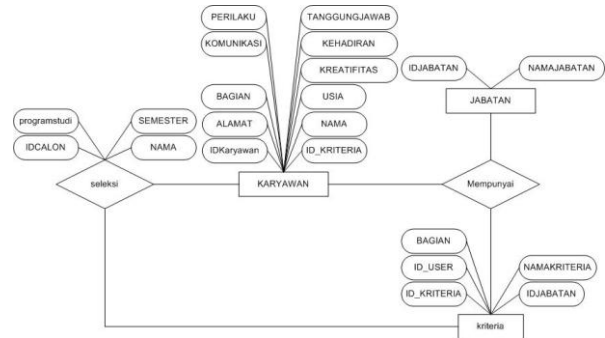 PERILAKU
TANGGUNGJAWAB
KOMUNIKASI
KEHADIRAN
KREATIFITAS
IDJABATAN
NAMAJABATAN
BAGIAN
USIA
JABATAN
programstudi
SEMESTER
ALAMAT
NAMA
IDCALON
NAMA
IDKaryawan
ID_KRITERIA
seleksi
KARYAWAN
Mempunyai
BAGIAN
ID_USER
NAMAKRITERIA
ID_KRITERIA
IDJABATAN
kriteria